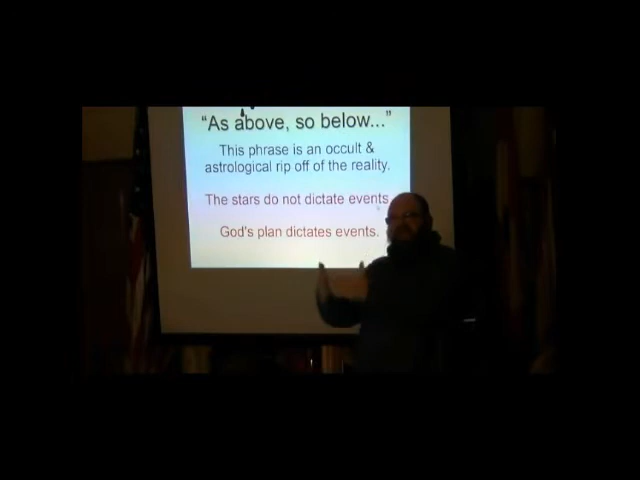 “As above, so below...”
This phrase is an occult &
astrological rip off of the reality.
The stars do not dictate events
God's plan dictates events.